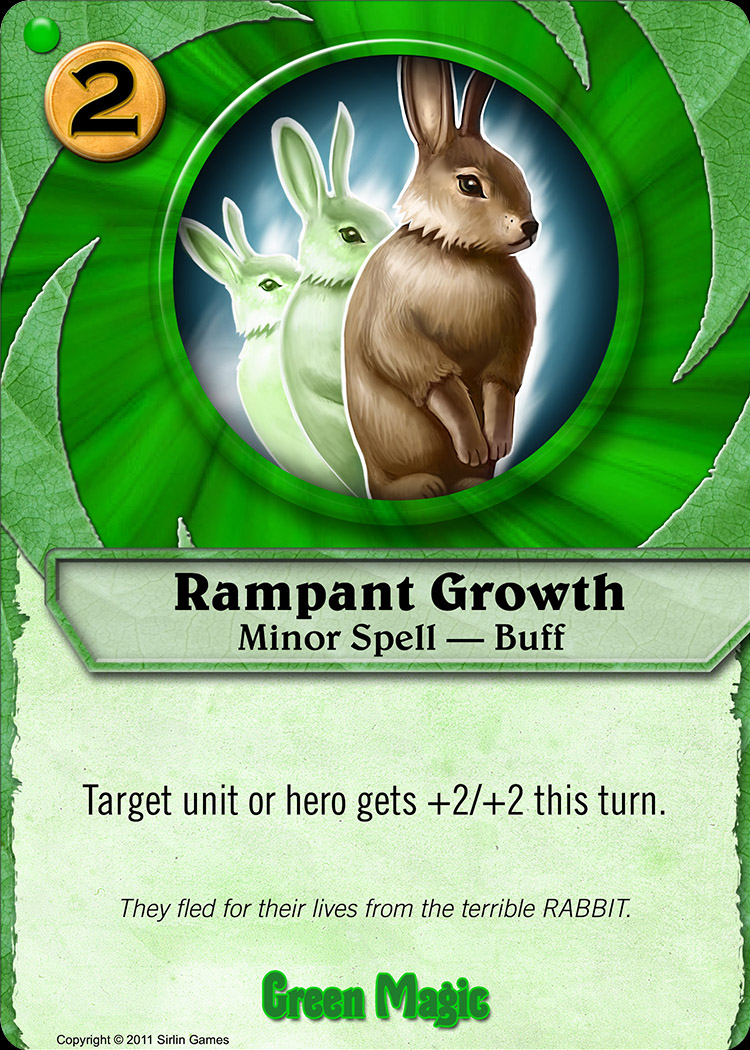 2
Rampant Growth
Minor Spell — Buff
Target unit or hero gets +2/+2 this turn.
They fled for their lives from the terrible RABBIT.
Green Magic
Copyright © 2011 Sirlin Games